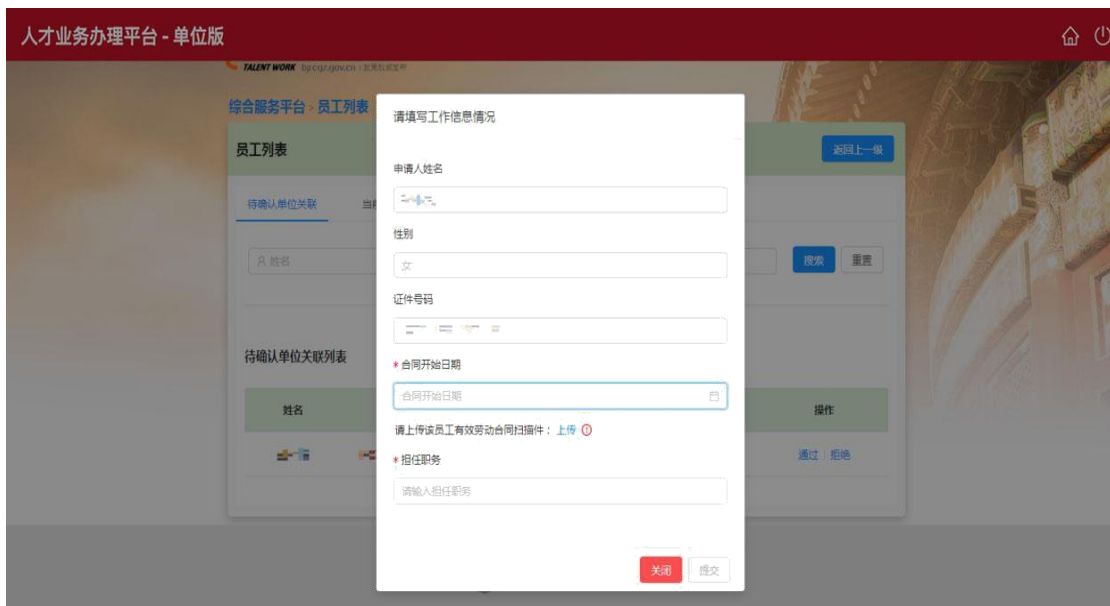 人才业务办理平台 - 单位版
TALENT WORK
综合服务平台 > 员工列表
员工列表
返回上一级
待确认单位关联
姓名
搜索
重置
待确认单位关联列表
姓名
操作
通过
拒绝
请填写工作信息情况
申请人姓名
性别
女
证件号码
* 合同开始日期
合同开始日期
请上传该员工有效劳动合同扫描件： 上传
* 担任职务
请输入担任职务
关闭
提交